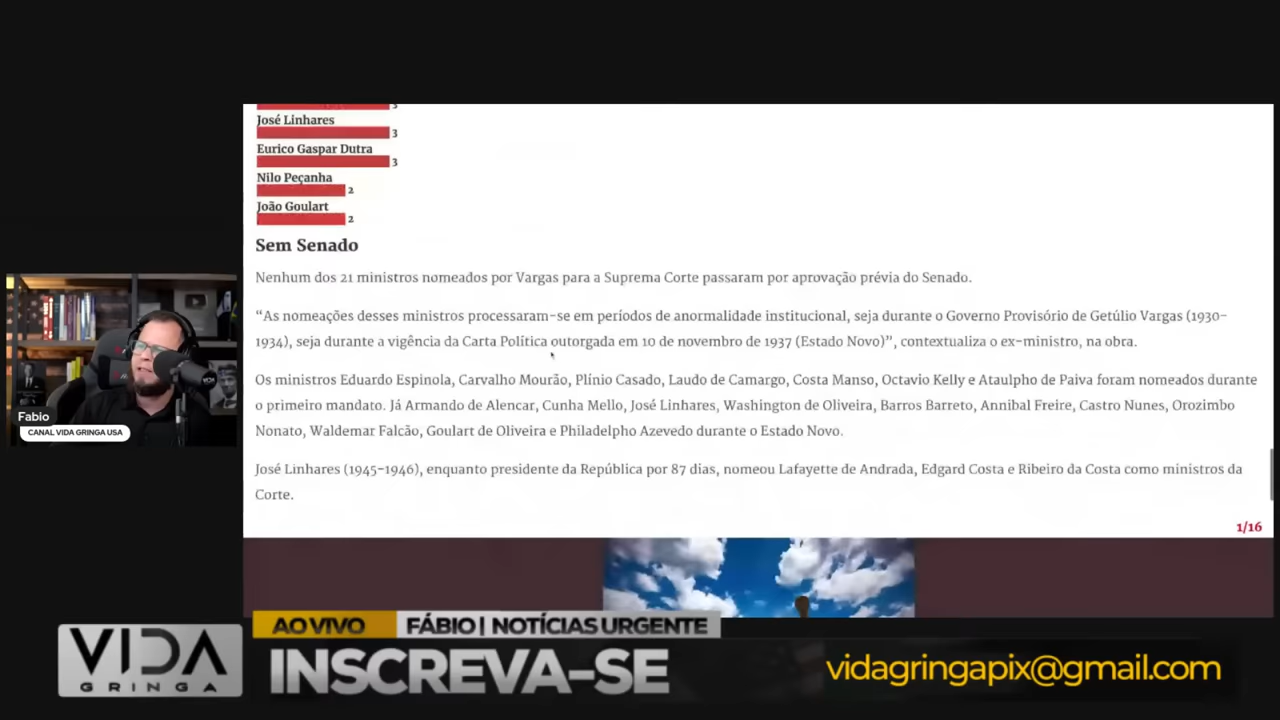 3
José Linhares
3
Eurico Gaspar Dutra
3
Nilo Peçanha
2
João Goulart
2
Sem Senado
Nenhum dos 21 ministros nomeados por Vargas para a Suprema Corte passaram por aprovação prévia do Senado.
“As nomeações desses ministros processaram-se em períodos de anormalidade institucional, seja durante o Governo Provisório de Getúlio Vargas (1930-
1934), seja durante a vigência da Carta Política outorgada em 10 de novembro de 1937 (Estado Novo)”, contextualiza o ex-ministro, na obra.
Os ministros Eduardo Espinola, Carvalho Mourão, Plínio Casado, Laudo de Camargo, Costa Manso, Octavio Kelly e Ataulpho de Paiva foram nomeados durante
o primeiro mandato. Já Armando de Alencar, Cunha Mello, José Linhares, Washington de Oliveira, Barros Barreto, Annibal Freire, Castro Nunes, Orozimbo
Nonato, Waldemar Falcão, Goulart de Oliveira e Philadelpho Azevedo durante o Estado Novo.
José Linhares (1945-1946), enquanto presidente da República por 87 dias, nomeou Lafayette de Andrada, Edgard Costa e Ribeiro da Costa como ministros da
Corte.
1/16
Fabio
CANAL VIDA GRINGA USA
AO VIVO
FÁBIO | NOTÍCIAS URGENTE
VIDA
GRINGA
INSCREVA-SE
vidagringapix@gmail.com